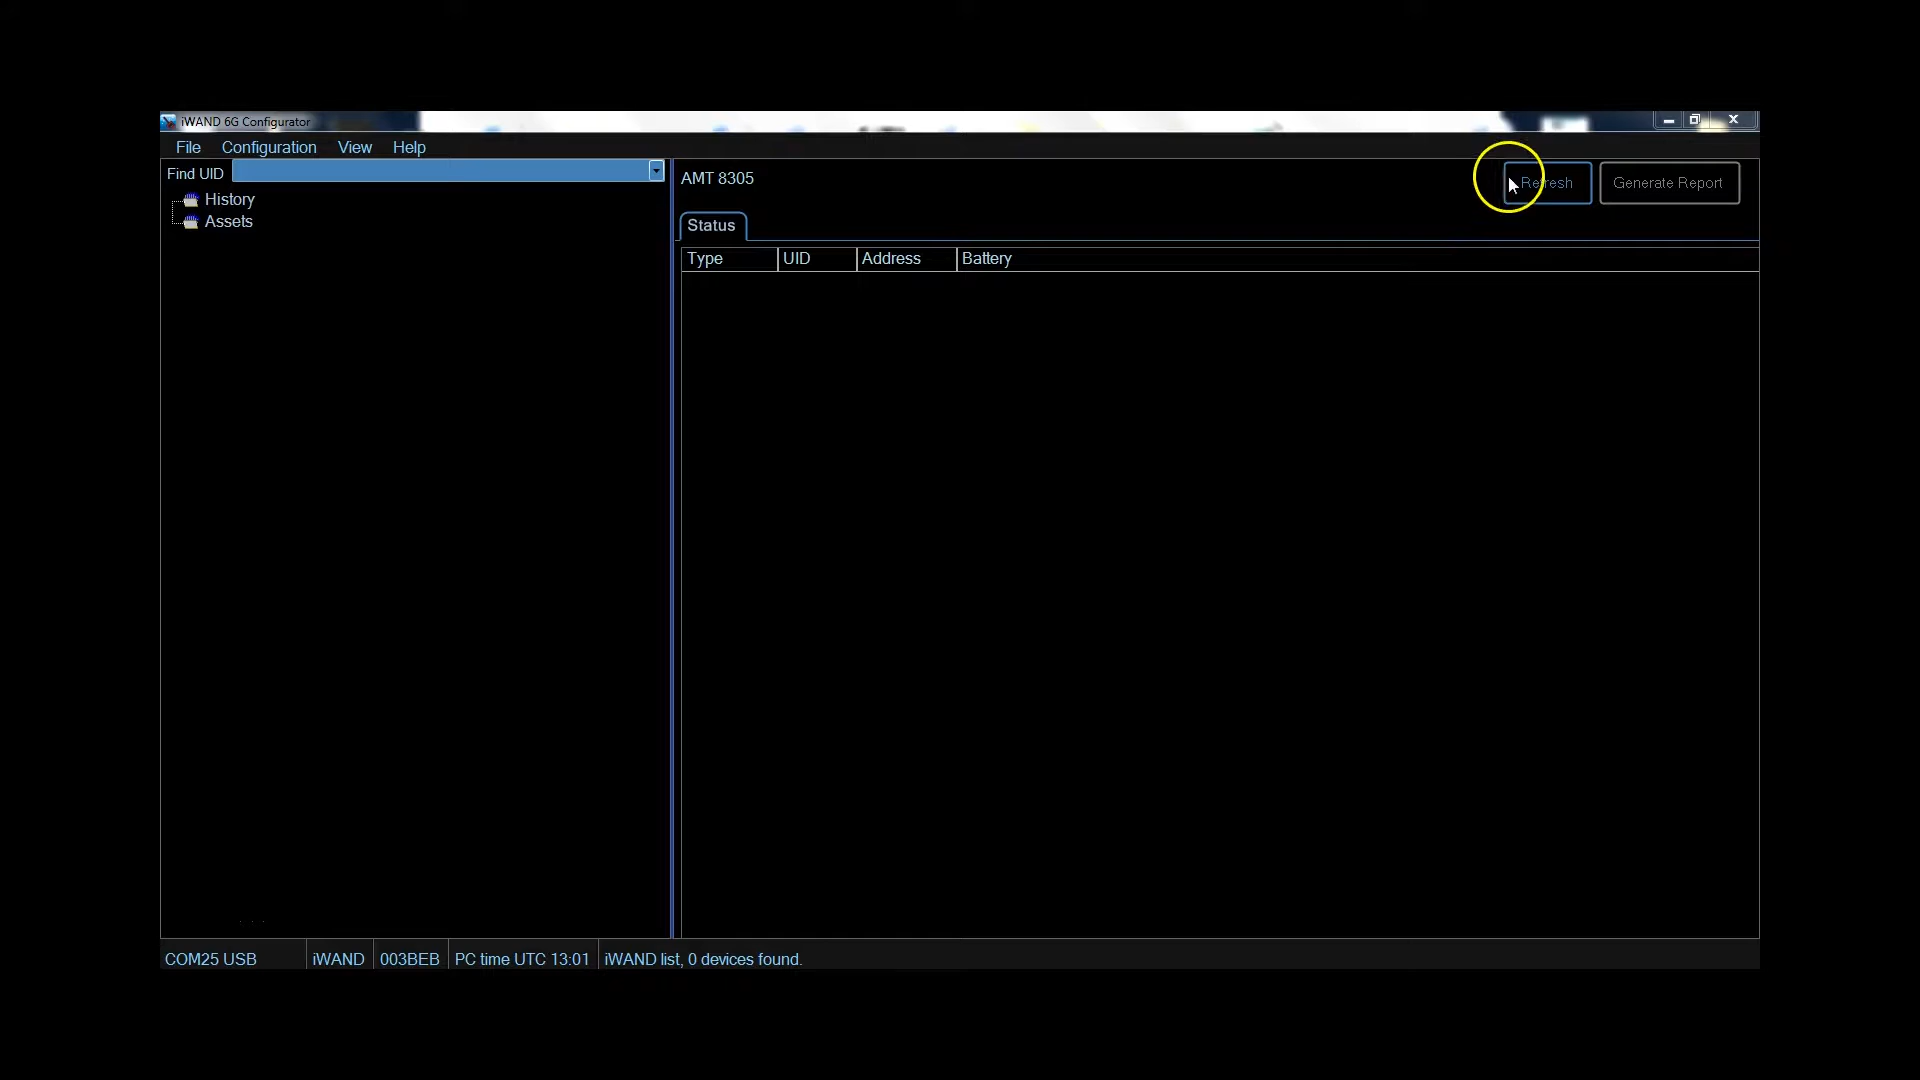 iWAND 6G Configurator
File Configuration View Help
Find UID
History
Assets
AMT 8305
Refresh Generate Report
Status
Type UID Address Battery
COM25 USB iWAND 003BEB PC time UTC 13:01 iWAND list, 0 devices found.